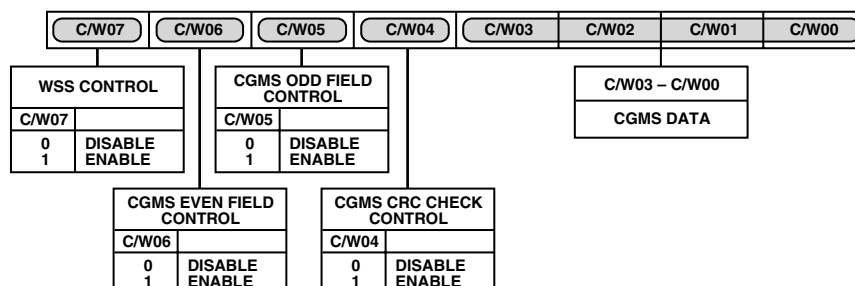 C/W07 C/W06 C/W05 C/W04 C/W03 C/W02 C/W01 C/W00
WSS CONTROL
C/W07
0 DISABLE
1 ENABLE
CGMS ODD FIELD
CONTROL
C/W05
0 DISABLE
1 ENABLE
C/W03 – C/W00
CGMS DATA
CGMS EVEN FIELD
CONTROL
C/W06
0 DISABLE
1 ENABLE
CGMS CRC CHECK
CONTROL
C/W04
0 DISABLE
1 ENABLE